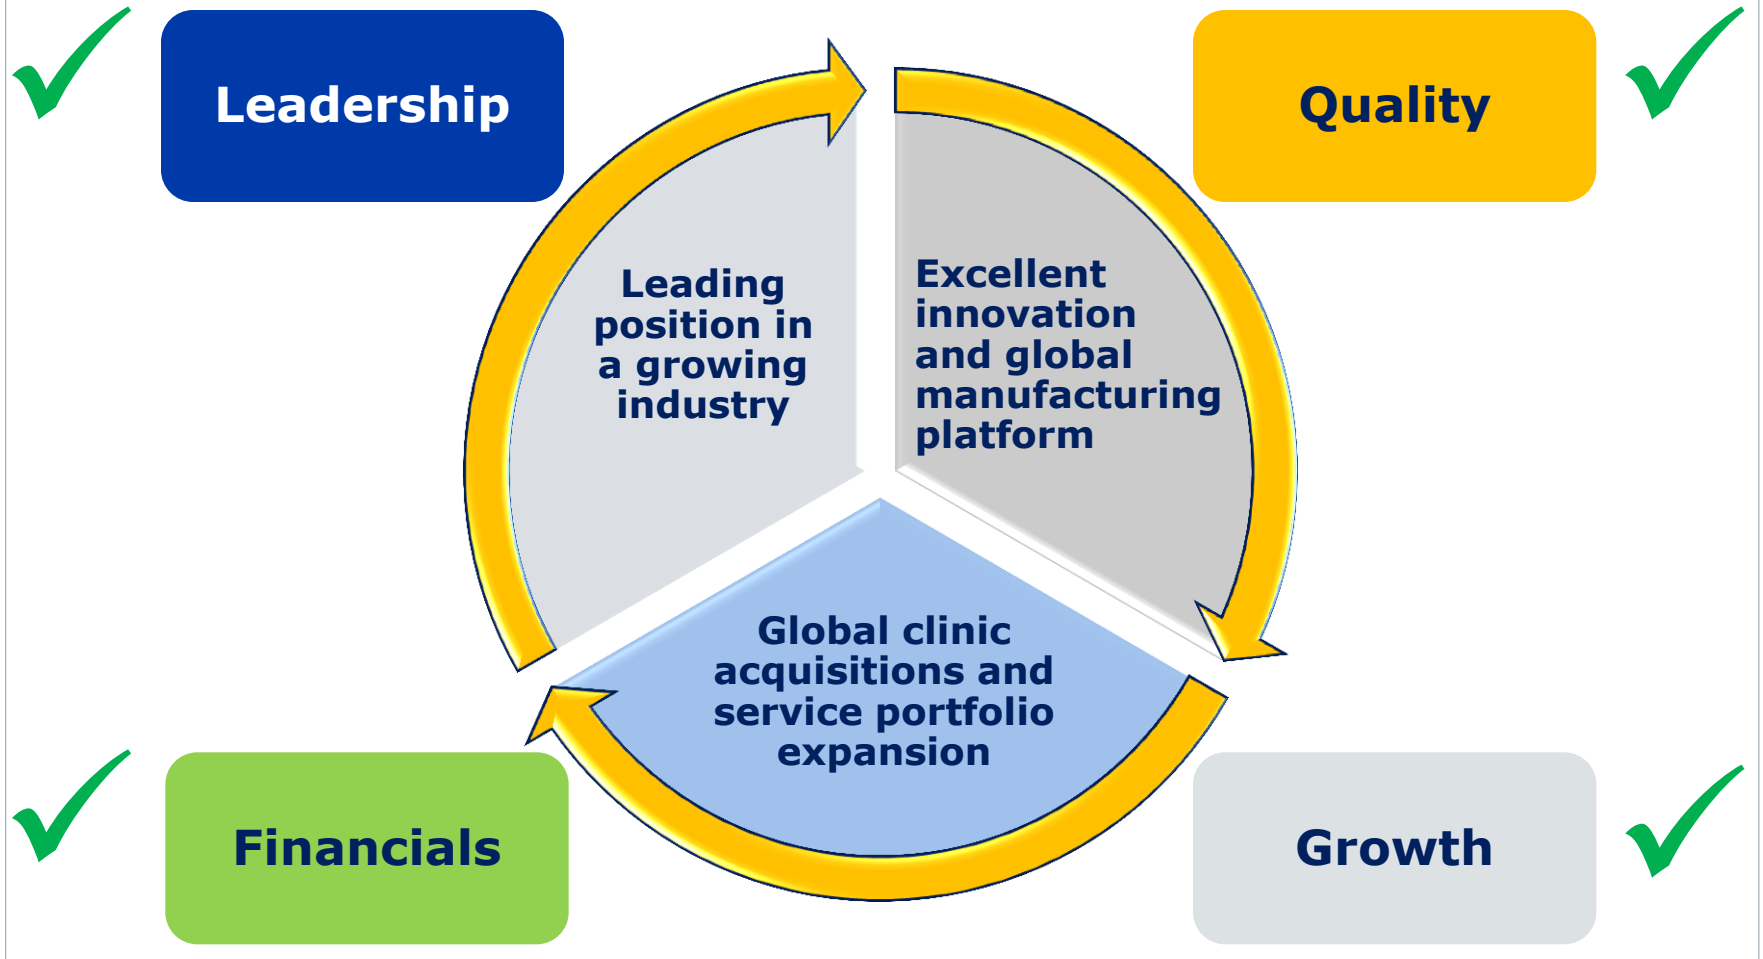 Leadership
Quality
Leading
position in
a growing
industry
Excellent
innovation
and global
manufacturing
platform
Global clinic
acquisitions and
service portfolio
expansion
Financials
Growth